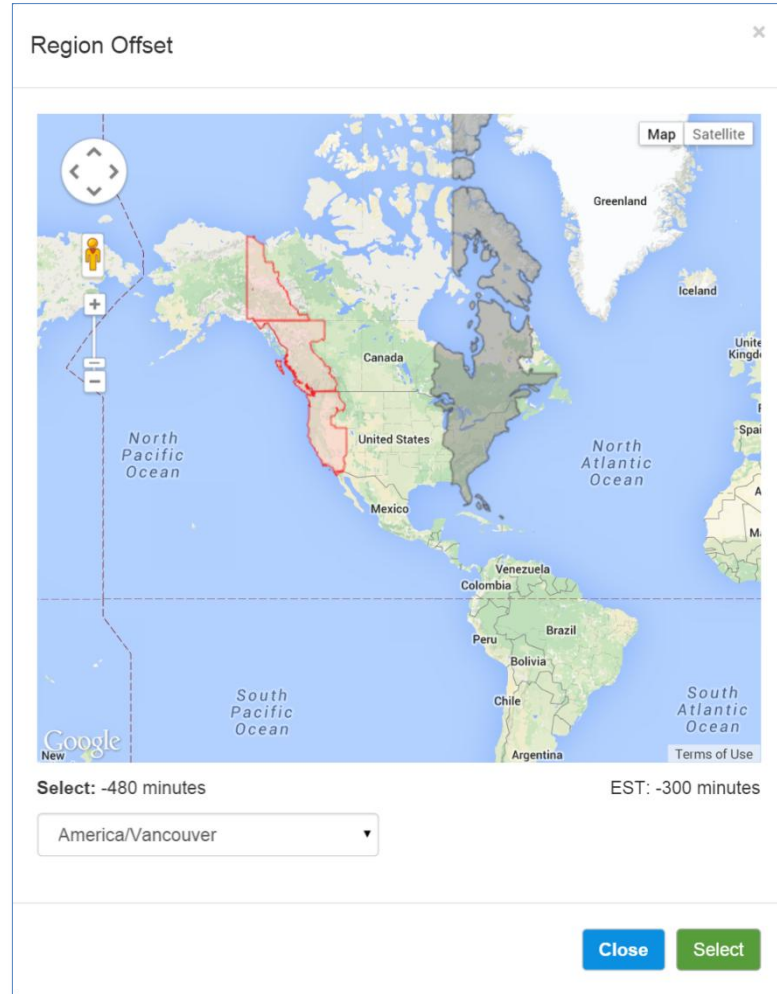 Region Offset
×
Map Satellite
Greenland
Iceland
Canada
North
Pacific
Ocean
United States
North
Atlantic
Ocean
Mexico
Venezuela
Colombia
Brazil
Peru
Bolivia
South
Pacific
Ocean
Chile
South
Atlantic
Ocean
Google
New
Argentina
Terms of Use
Select: -480 minutes
EST: -300 minutes
America/Vancouver
Close
Select